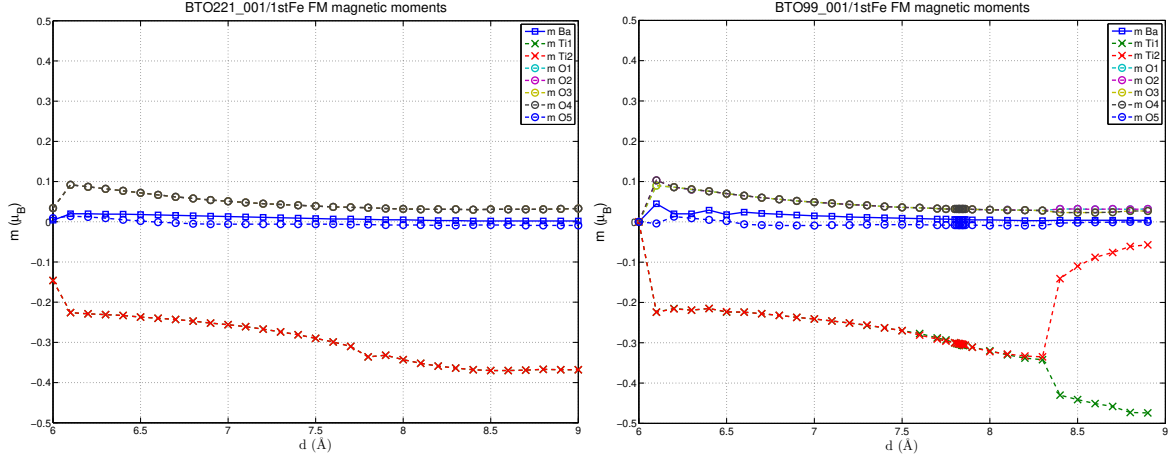 BTO221_001/1stFe FM magnetic moments
m Ba
m Ti1
m Ti2
m O1
m O2
m O3
m O4
m O5
0.5
0.4
0.3
0.2
0.1
0
−0.1
−0.2
−0.3
−0.4
−0.5
m (μB)
6
6.5
7
7.5
8
8.5
9
d (Å)
BTO99_001/1stFe FM magnetic moments
m Ba
m Ti1
m Ti2
m O1
m O2
m O3
m O4
m O5
0.5
0.4
0.3
0.2
0.1
0
−0.1
−0.2
−0.3
−0.4
−0.5
m (μB)
6
6.5
7
7.5
8
8.5
9
d (Å)